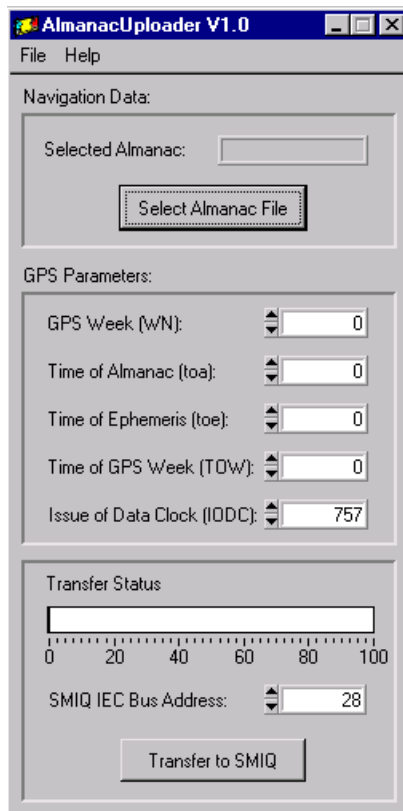 AlmanacUploader V1.0
File Help
Navigation Data:
Selected Almanac:
Select Almanac File
GPS Parameters:
GPS Week (WN): 0
Time of Almanac (toa): 0
Time of Ephemeris (toe): 0
Time of GPS Week (TOW): 0
Issue of Data Clock (IODC): 757
Transfer Status
0 20 40 60 80 100
SMIQ IEC Bus Address: 28
Transfer to SMIQ